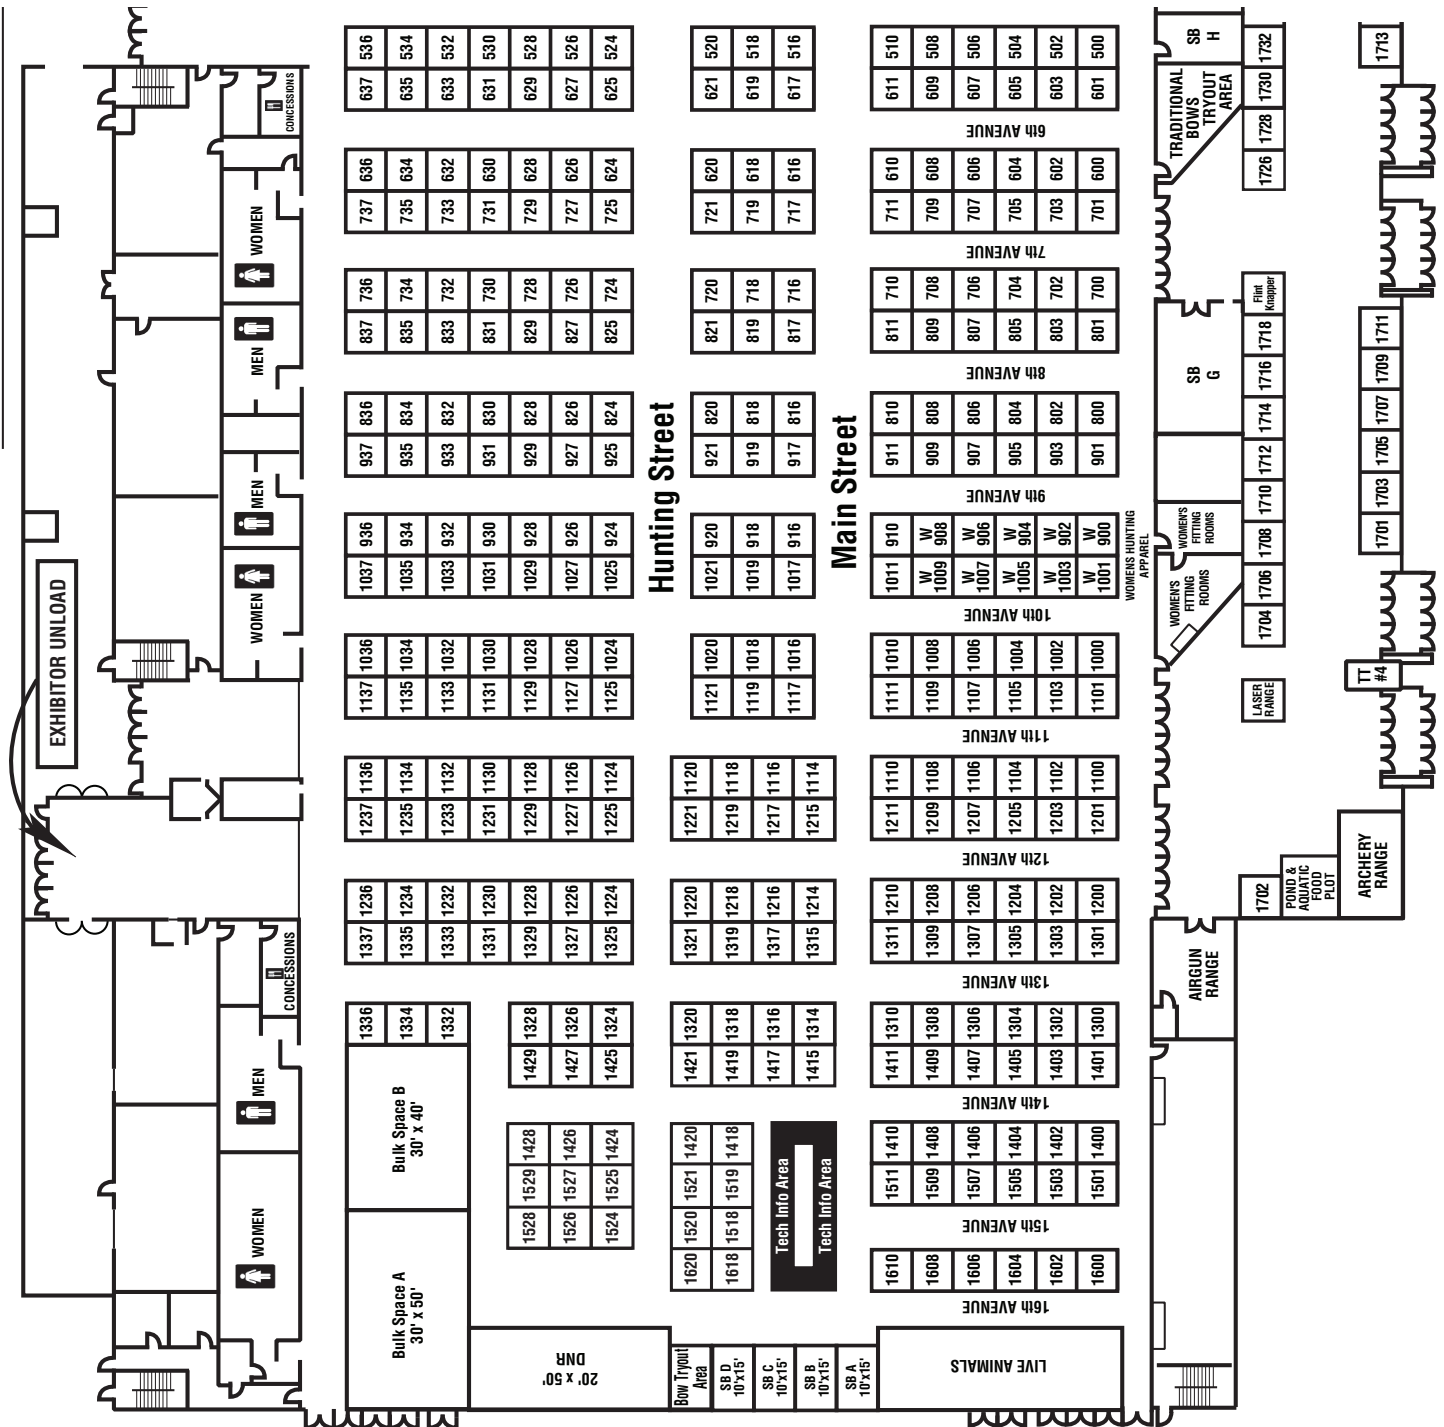 536 534 532 530 528 526 524 520 518 516 510 508 506 504 502 500
637 635 633 631 629 627 625 621 619 617 611 609 607 605 603 601
6th AVENUE
636 634 632 630 628 626 624 620 618 616 610 608 606 604 602 600
737 735 733 731 729 727 725 721 719 717 711 709 707 705 703 701
7th AVENUE
736 734 732 730 728 726 724 720 718 716 710 708 706 704 702 700
837 835 833 831 829 827 825 821 819 817 811 809 807 805 803 801
8th AVENUE
836 834 832 830 828 826 824 820 818 816 810 808 806 804 802 800
937 935 933 931 929 927 925 921 919 917 911 909 907 905 903 901
9th AVENUE
936 934 932 930 928 926 924 920 918 916 910 W 908 W 906 W 904 W 902 W 900
1037 1035 1033 1031 1029 1027 1025 1021 1019 1017 1011 W 1009 W 1007 W 1005 W 1003 W 1001
WOMENS HUNTING
APPAREL
10th AVENUE
1036 1034 1032 1030 1028 1026 1024 1020 1018 1016 1010 1008 1006 1004 1002 1000
1137 1135 1133 1131 1129 1127 1125 1121 1119 1117 1111 1109 1107 1105 1103 1101
11th AVENUE
1136 1134 1132 1130 1128 1126 1124 1120 1118 1116 1114 1110 1108 1106 1104 1102 1100
1237 1235 1233 1231 1229 1227 1225 1221 1219 1217 1215 1211 1209 1207 1205 1203 1201
12th AVENUE
1236 1234 1232 1230 1228 1226 1224 1220 1218 1216 1214 1210 1208 1206 1204 1202 1200
1337 1335 1333 1331 1329 1327 1325 1321 1319 1317 1315 1311 1309 1307 1305 1303 1301
13th AVENUE
1336 1334 1332 1328 1326 1324 1320 1318 1316 1314 1310 1308 1306 1304 1302 1300
1429 1427 1425 1421 1419 1417 1415 1411 1409 1407 1405 1403 1401
14th AVENUE
1428 1426 1424 1420 1418 1410 1408 1406 1404 1402 1400
1529 1527 1525 1521 1519 1511 1509 1507 1505 1503 1501
15th AVENUE
1528 1526 1524 1520 1518
1620 1618 1610 1608 1606 1604 1602 1600
16th AVENUE
Tech Info Area
Tech Info Area
Hunting Street
Main Street
Bulk Space B
30' x 40'
Bulk Space A
30' x 50'
20' x 50'
DNR
Bow Tryout
Area
SB D
10'x15'
SB C
10'x15'
SB B
10'x15'
SB A
10'x15'
LIVE ANIMALS
CONCESSIONS
WOMEN
MEN
MEN
WOMEN
EXHIBITOR UNLOAD
CONCESSIONS
MEN
WOMEN
SB
H
TRADITIONAL
BOWS
TRYOUT
AREA
1732
1730
1728
1726
1713
Flint
Knapper
SB
G
1718
1716
1714
1712
1710
1708
1706
1704
1711
1709
1707
1705
1703
1701
WOMEN'S
FITTING
ROOMS
WOMEN'S
FITTING
ROOMS
LASER
RANGE
TT
#4
1702
POND &
AQUATIC
FOOD
PLOT
ARCHERY
RANGE
AIRGUN
RANGE